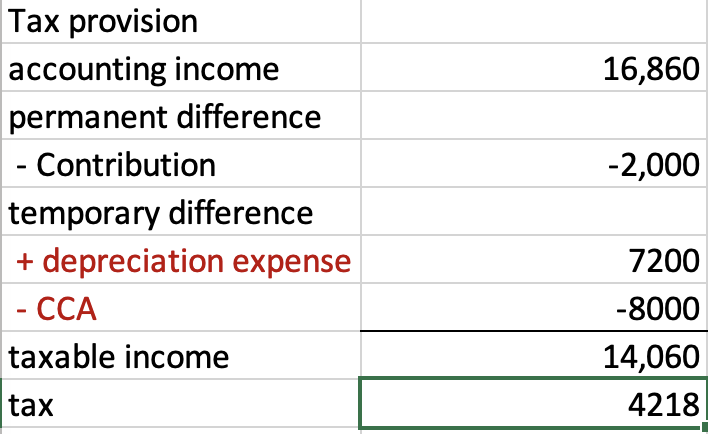 Tax provision
accounting income 16,860
permanent difference
- Contribution -2,000
temporary difference
+ depreciation expense 7200
- CCA -8000
taxable income 14,060
tax 4218